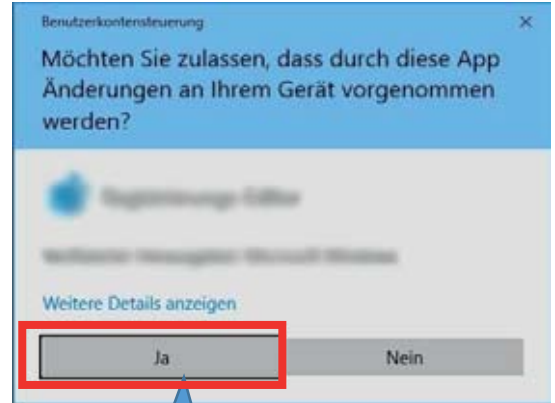 Benutzerkontensteuerung
Möchten Sie zulassen, dass durch diese App
Änderungen an Ihrem Gerät vorgenommen
werden?
Weitere Details anzeigen
Ja
Nein